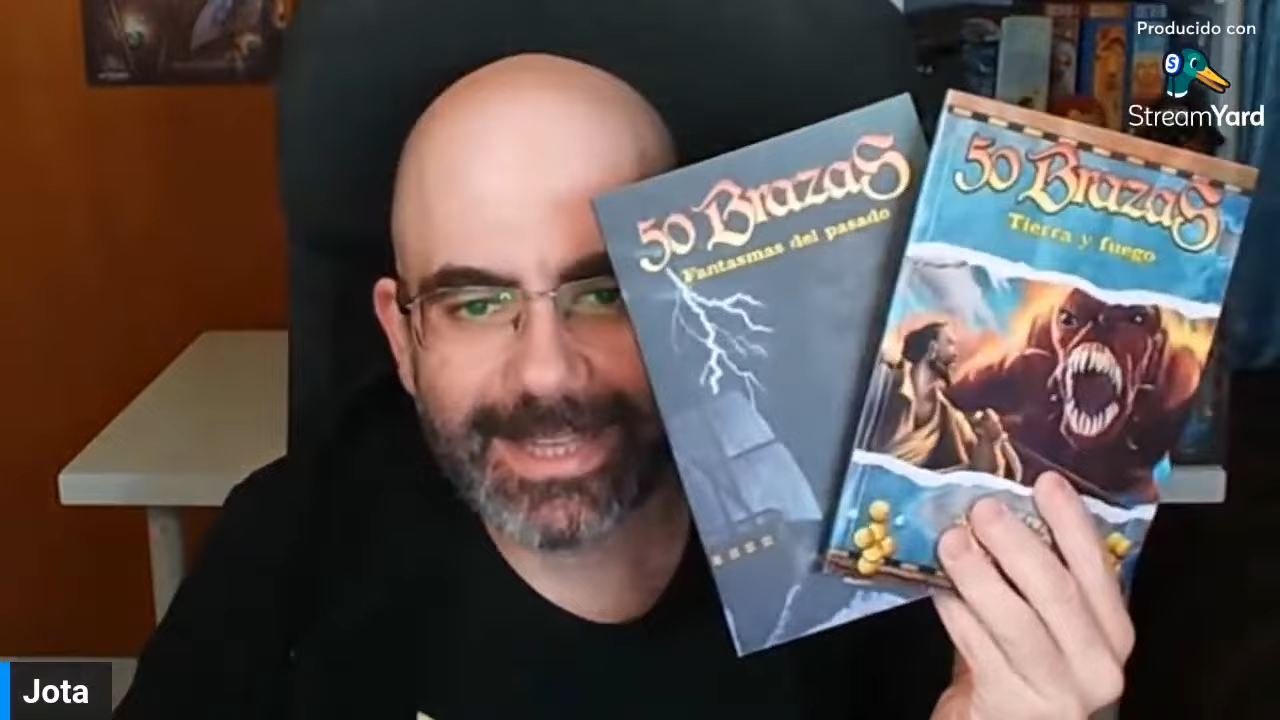 Producido con
StreamYard
50 Brazas
Fantasmas del pasado
50 Brazas
Tierra y fuego
Jota